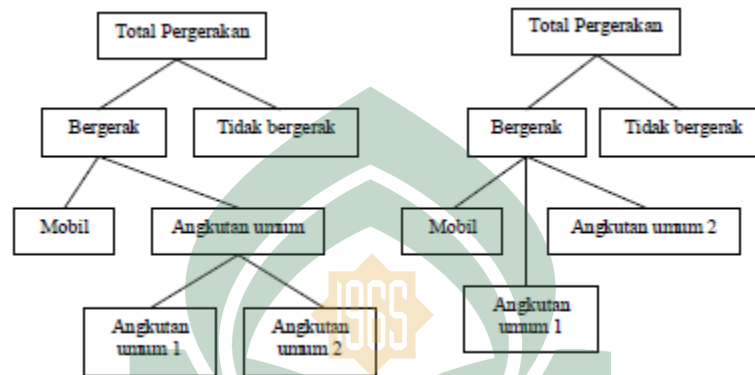 Total Pergerakan
Bergerak
Tidak bergerak
Mobil
Angkutan umum
Angkutan
umum 1
Angkutan
umum 2
Total Pergerakan
Bergerak
Tidak bergerak
Mobil
Angkutan umum 2
Angkutan
umum 1
1965